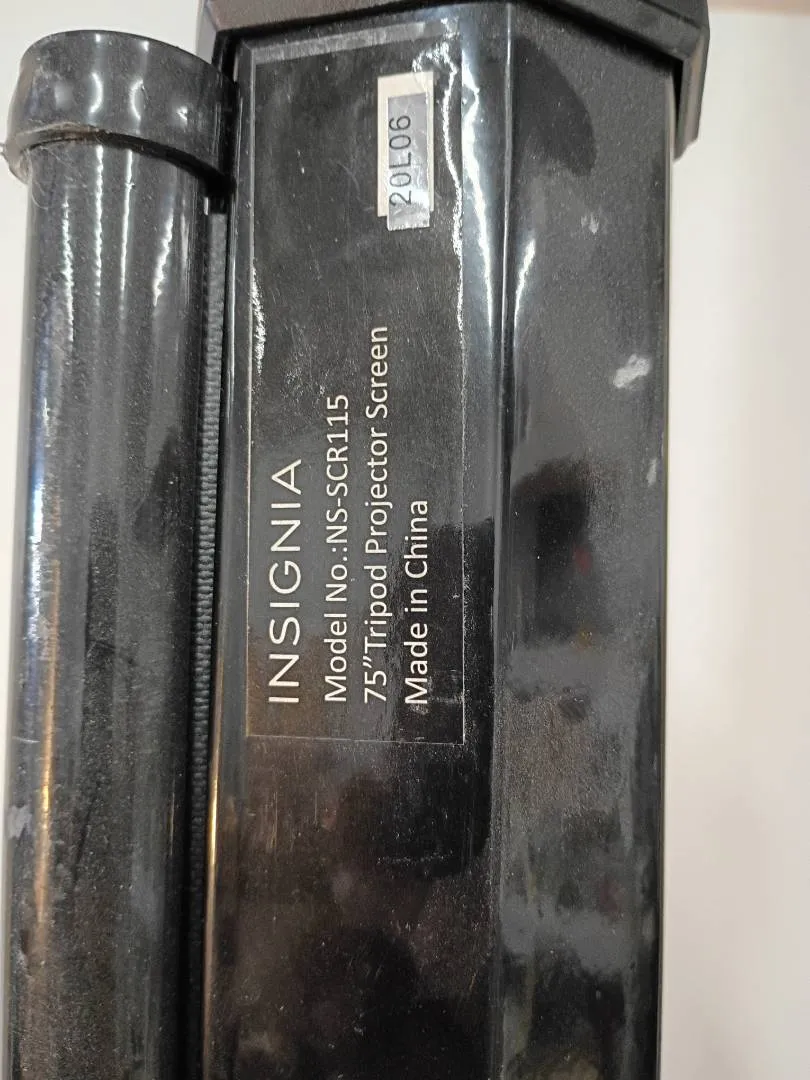 INSIGNIA
Model No.:NS-SCR115
75”Tripod Projector Screen
Made in China
20L06